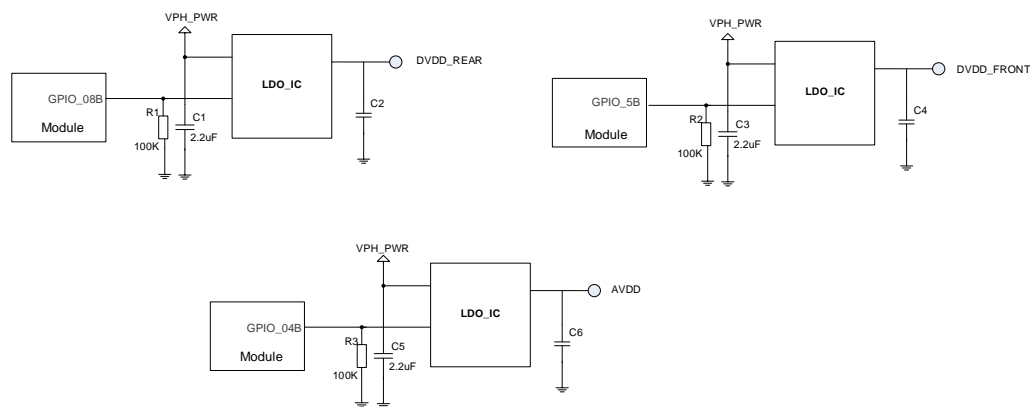 VPH_PWR
LDO_IC
DVDD_REAR
GPIO_08B
Module
R1
100K
C1
2.2uF
C2
VPH_PWR
LDO_IC
DVDD_FRONT
GPIO_5B
Module
R2
100K
C3
2.2uF
C4
VPH_PWR
LDO_IC
AVDD
GPIO_04B
Module
R3
100K
C5
2.2uF
C6